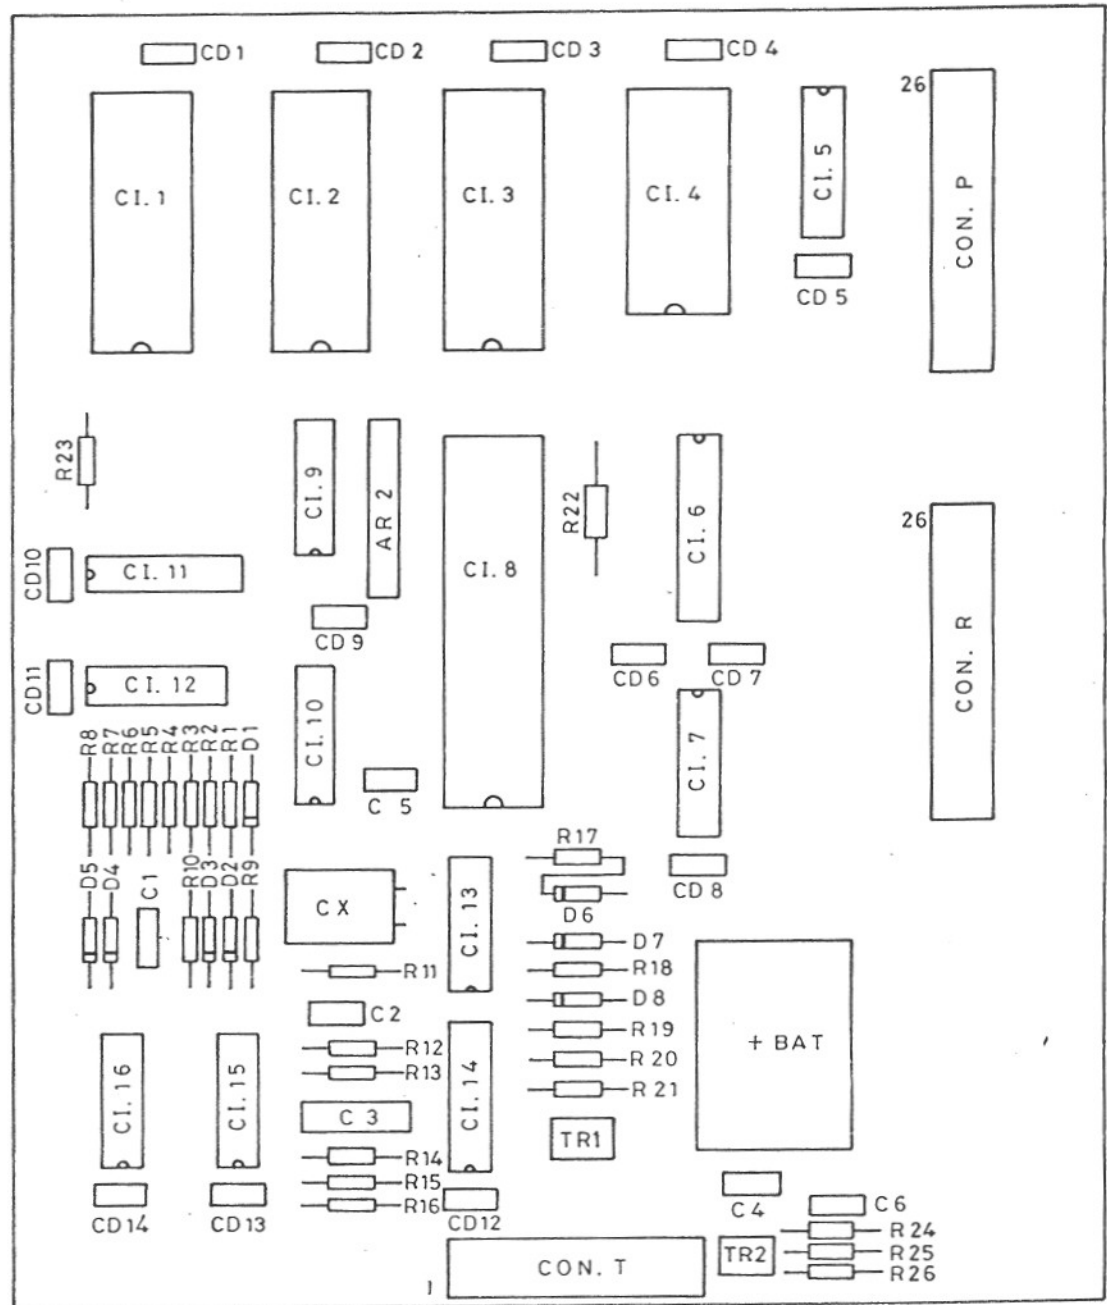 CD 1
CD 2
CD 3
CD 4
26
CI. 1
CI. 2
CI. 3
CI. 4
CI. 5
CON. P
CD 5
R23
CI. 9
AR 2
R22
CI. 6
26
CI. 8
CD10
CI. 11
CD 9
CON. R
CD 6
CD 7
CD11
CI. 12
CI. 10
CI. 7
R8
R7
R6
R5
R4
R3
R2
R1
D1
C 5
R17
CD 8
D5
D4
C1
R10
D3
D2
R9
CX
CI. 13
D6
D7
R11
R18
D8
C2
R19
+ BAT
R12
R13
CI. 14
R 20
R 21
CI. 16
CI. 15
C 3
TR1
R14
R15
R16
CD14
CD13
CD12
C 4
C 6
R24
R25
R26
TR2
CON. T
1